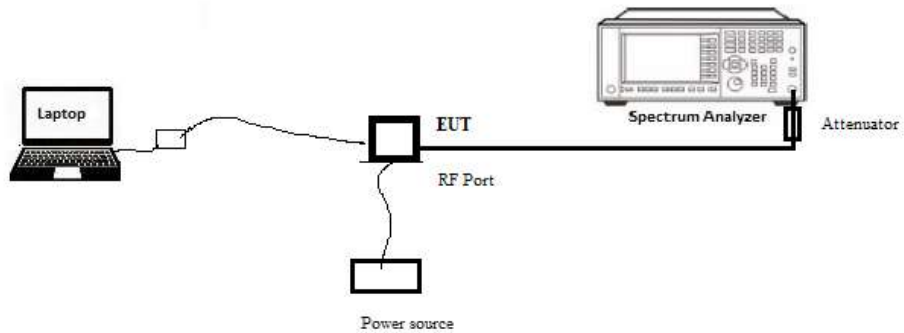 Laptop
EUT
Spectrum Analyzer
Attenuator
RF Port
Power source